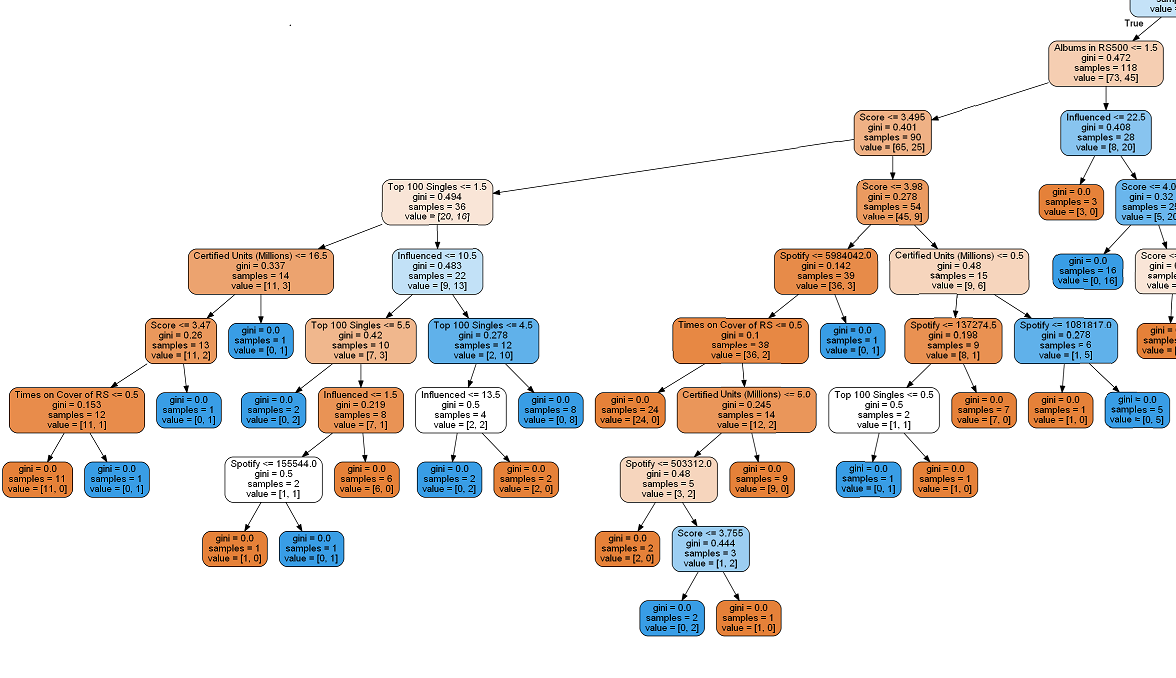 value =
True
Albums in RS500 <= 1.5
gini = 0.472
samples = 118
value = [73, 45]
Score <= 3.495
gini = 0.401
samples = 90
value = [65, 25]
Influenced <= 22.5
gini = 0.408
samples = 28
value = [8, 20]
Top 100 Singles <= 1.5
gini = 0.494
samples = 36
value = [20, 16]
Score <= 3.98
gini = 0.278
samples = 54
value = [45, 9]
gini = 0.0
samples = 3
value = [3, 0]
Score <= 4.0
gini = 0.32
samples = 25
value = [5, 20
Certified Units (Millions) <= 16.5
gini = 0.337
samples = 14
value = [11, 3]
Influenced <= 10.5
gini = 0.483
samples = 22
value = [9, 13]
Spotify <= 5984042.0
gini = 0.142
samples = 39
value = [36, 3]
Certified Units (Millions) <= 0.5
gini = 0.48
samples = 15
value = [9, 6]
gini = 0.0
samples = 16
value = [0, 16]
Score <=
gini =
samples
value =
Score <= 3.47
gini = 0.26
samples = 13
value = [11, 2]
gini = 0.0
samples = 1
value = [0, 1]
Top 100 Singles <= 5.5
gini = 0.42
samples = 10
value = [7, 3]
Top 100 Singles <= 4.5
gini = 0.278
samples = 12
value = [2, 10]
Times on Cover of RS <= 0.5
gini = 0.1
samples = 38
value = [36, 2]
gini = 0.0
samples = 1
value = [0, 1]
Spotify <= 137274.5
gini = 0.198
samples = 9
value = [8, 1]
Spotify <= 1081817.0
gini = 0.278
samples = 6
value = [1, 5]
gini =
samples
value =
Times on Cover of RS <= 0.5
gini = 0.153
samples = 12
value = [11, 1]
gini = 0.0
samples = 1
value = [0, 1]
gini = 0.0
samples = 2
value = [0, 2]
Influenced <= 1.5
gini = 0.219
samples = 8
value = [7, 1]
Influenced <= 13.5
gini = 0.5
samples = 4
value = [2, 2]
gini = 0.0
samples = 8
value = [0, 8]
gini = 0.0
samples = 24
value = [24, 0]
Certified Units (Millions) <= 5.0
gini = 0.245
samples = 14
value = [12, 2]
Top 100 Singles <= 0.5
gini = 0.5
samples = 2
value = [1, 1]
gini = 0.0
samples = 7
value = [7, 0]
gini = 0.0
samples = 1
value = [1, 0]
gini = 0.0
samples = 5
value = [0, 5]
gini = 0.0
samples = 11
value = [11, 0]
gini = 0.0
samples = 1
value = [0, 1]
Spotify <= 155544.0
gini = 0.5
samples = 2
value = [1, 1]
gini = 0.0
samples = 6
value = [6, 0]
gini = 0.0
samples = 2
value = [0, 2]
gini = 0.0
samples = 2
value = [2, 0]
Spotify <= 503312.0
gini = 0.48
samples = 5
value = [3, 2]
gini = 0.0
samples = 9
value = [9, 0]
gini = 0.0
samples = 1
value = [0, 1]
gini = 0.0
samples = 1
value = [1, 0]
gini = 0.0
samples = 1
value = [1, 0]
gini = 0.0
samples = 1
value = [0, 1]
gini = 0.0
samples = 2
value = [2, 0]
Score <= 3.755
gini = 0.444
samples = 3
value = [1, 2]
gini = 0.0
samples = 2
value = [0, 2]
gini = 0.0
samples = 1
value = [1, 0]